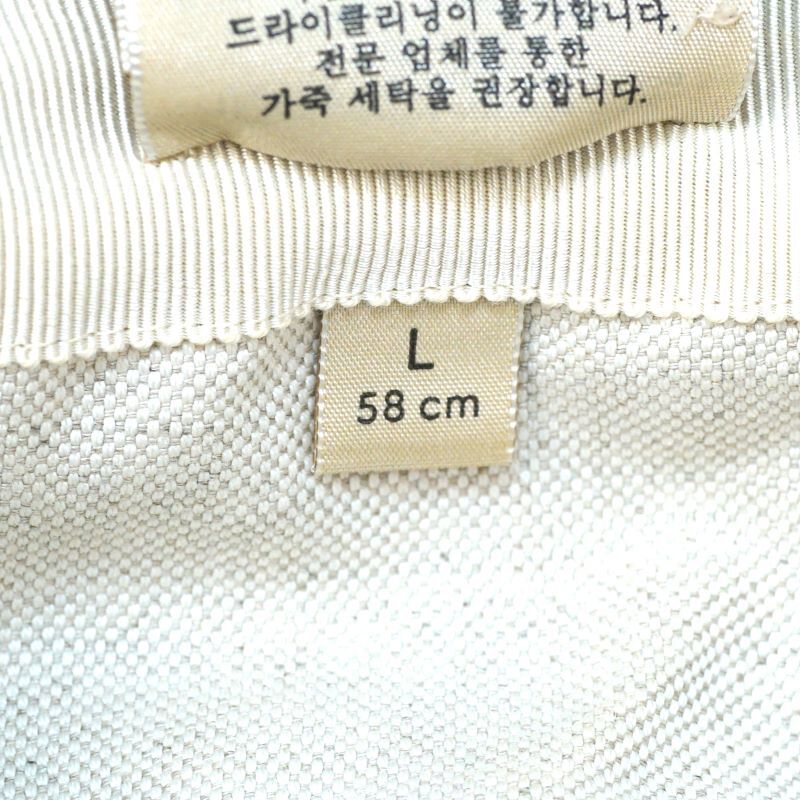 드라이클리닝이 불가합니다.
전문 업체를 통한
가죽 세탁을 권장합니다.
L
58 cm